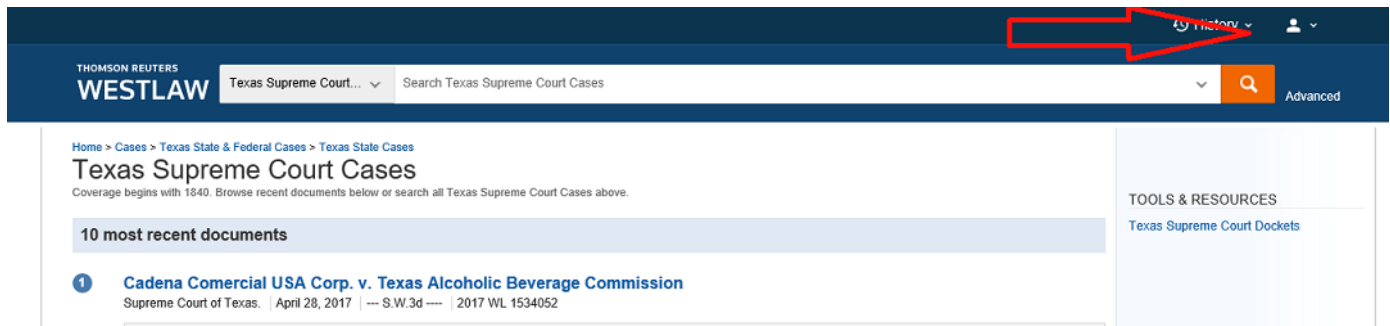 History
THOMSON REUTERS
WESTLAW
Texas Supreme Court...
Search Texas Supreme Court Cases
Advanced
Home > Cases > Texas State & Federal Cases > Texas State Cases
Texas Supreme Court Cases
Coverage begins with 1840. Browse recent documents below or search all Texas Supreme Court Cases above.
10 most recent documents
1 Cadena Comercial USA Corp. v. Texas Alcoholic Beverage Commission
Supreme Court of Texas. | April 28, 2017 | --- S.W.3d ---- | 2017 WL 1534052
TOOLS & RESOURCES
Texas Supreme Court Dockets